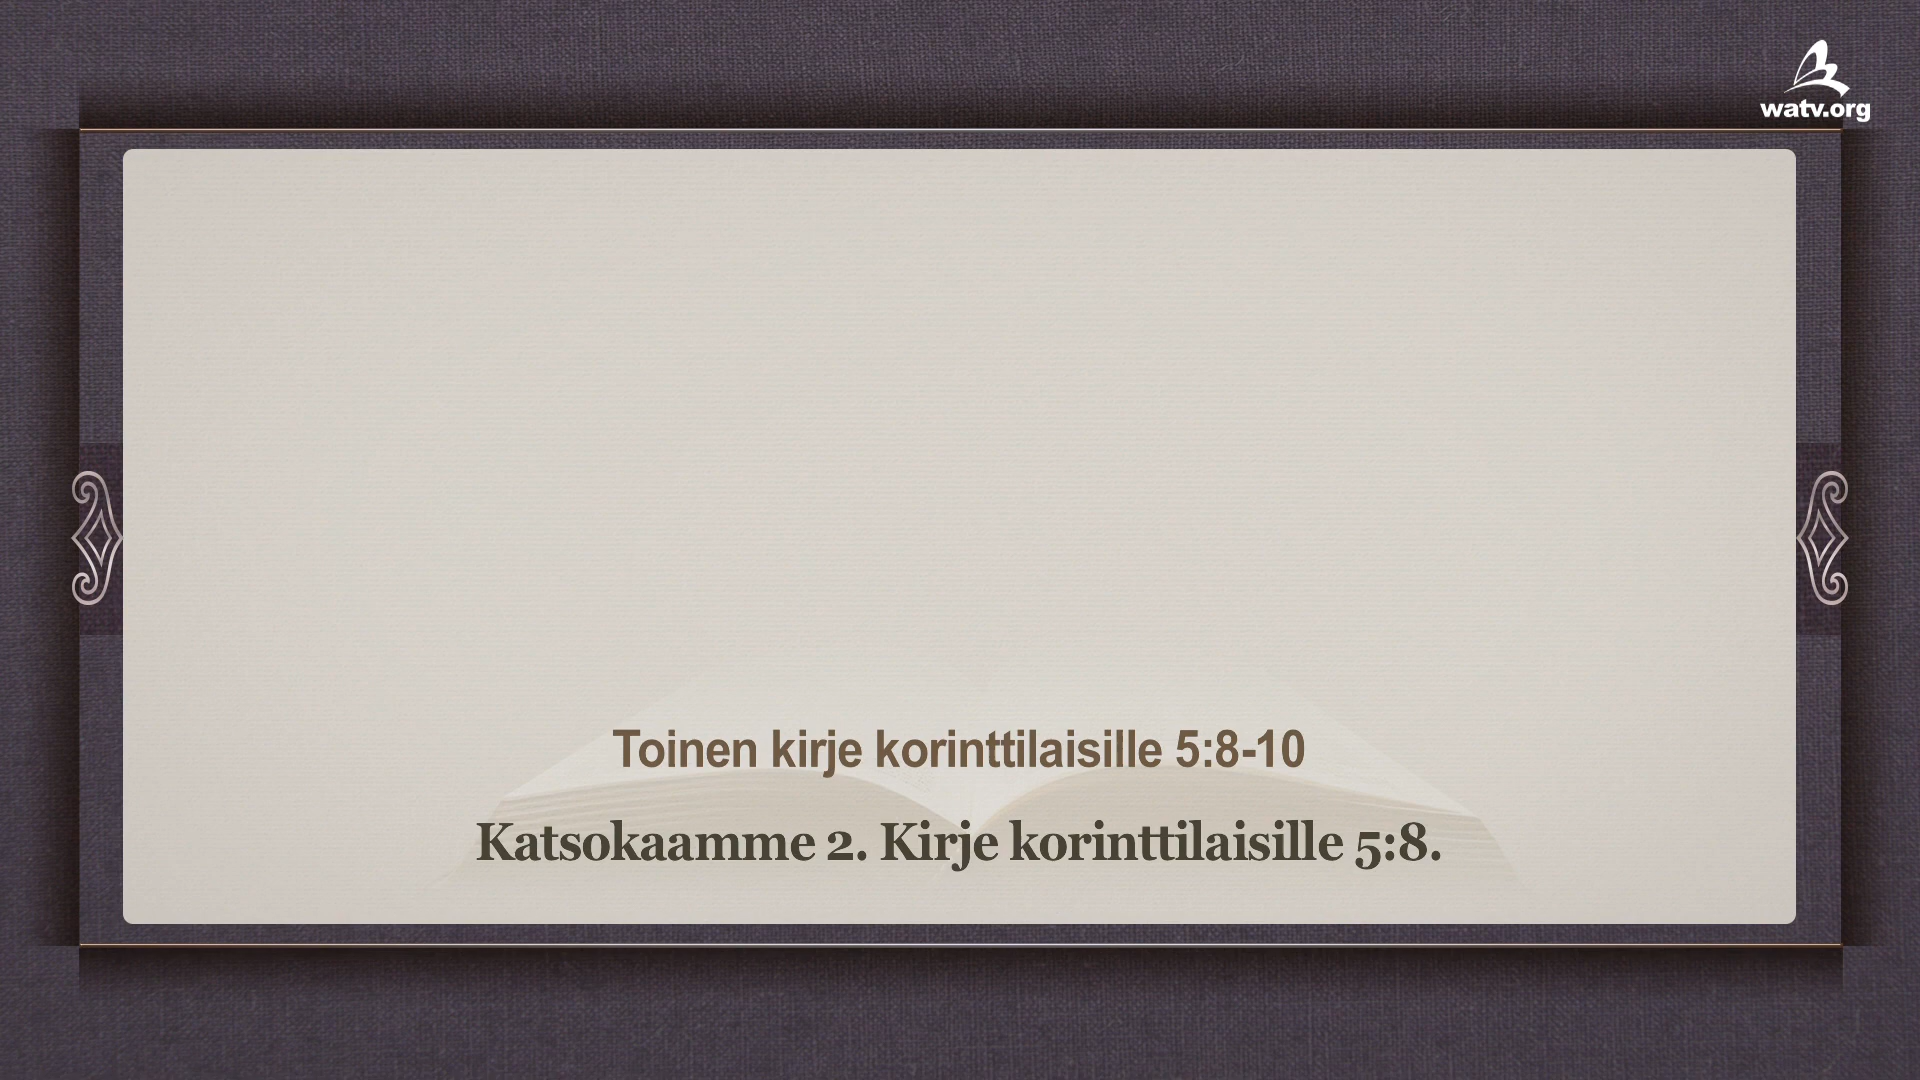 watv.org
Toinen kirje korinttilaisille 5:8-10
Katsokaamme 2. Kirje korinttilaisille 5:8.